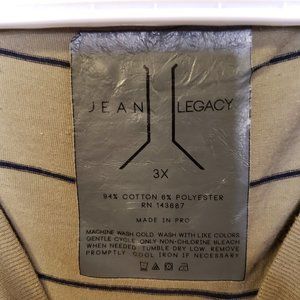 JEAN LEGACY
3X
94% COTTON 6% POLYESTER
RN 143887
MADE IN PRC
MACHINE WASH COLD. WASH WITH LIKE COLORS
GENTLE CYCLE. ONLY NON-CHLORINE BLEACH
WHEN NEEDED. TUMBLE DRY LOW. REMOVE
PROMPTLY. COOL IRON IF NECESSARY.